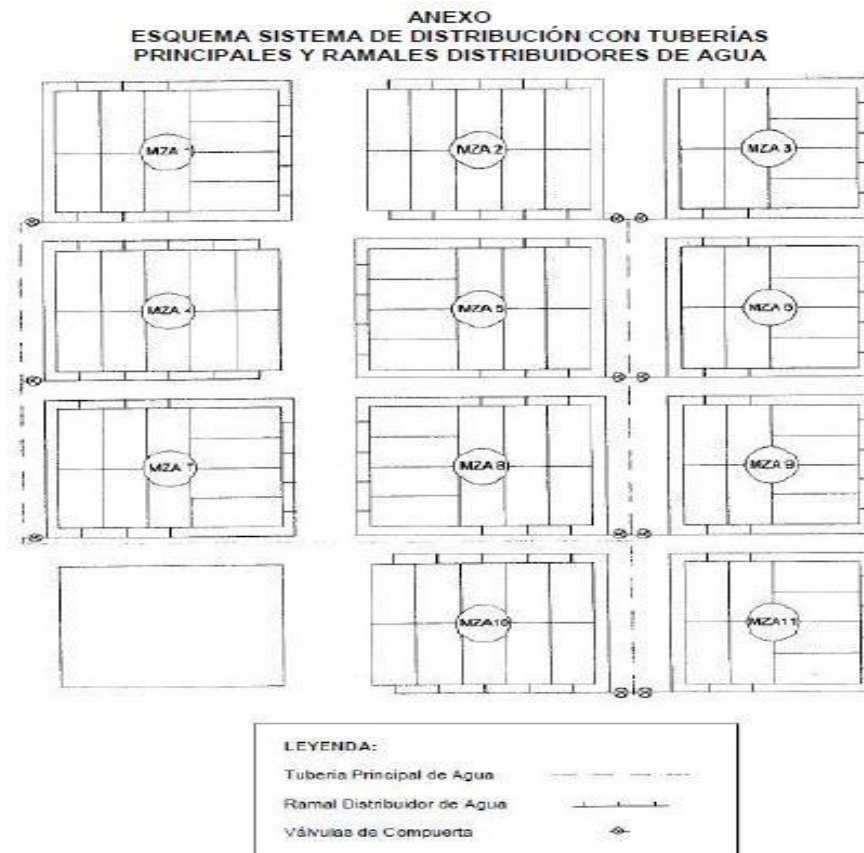 ANEXO
ESQUEMA SISTEMA DE DISTRIBUCIÓN CON TUBERÍAS
PRINCIPALES Y RAMALES DISTRIBUIDORES DE AGUA
MZA 1
MZA 2
MZA 3
MZA 4
MZA 5
MZA 6
MZA 7
MZA 8
MZA 9
MZA10
MZA11
LEYENDA:
Tubería Principal de Agua
Ramal Distribuidor de Agua
Válvulas de Compuerta